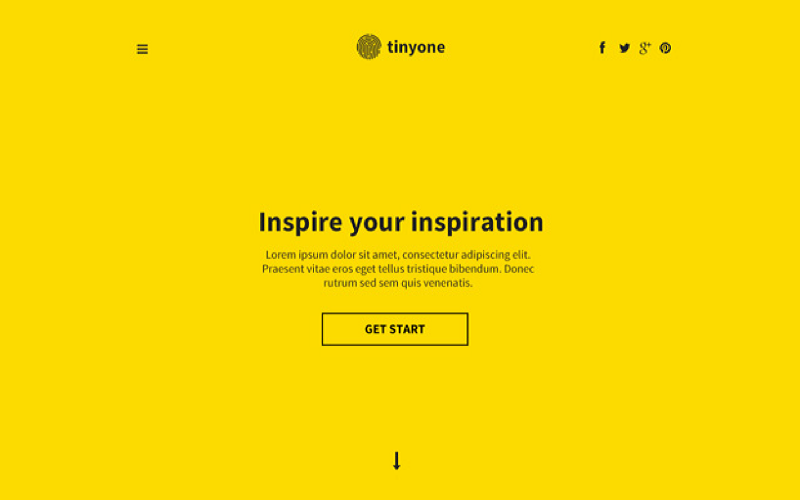 tinyone
Inspire your inspiration
Lorem ipsum dolor sit amet, consectetur adipiscing elit.
Praesent vitae eros eget tellus tristique bibendum. Donec
rutrum sed sem quis venenatis.
GET START